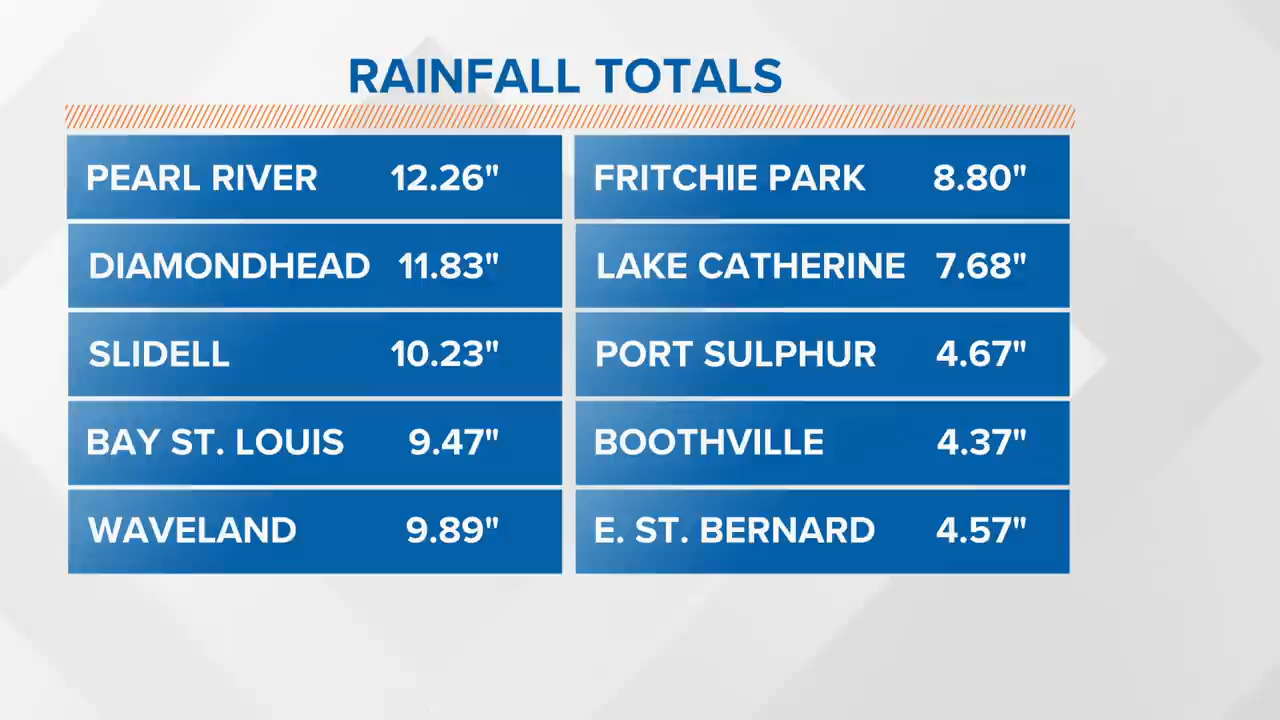 RAINFALL TOTALS
PEARL RIVER 12.26"
DIAMONDHEAD 11.83"
SLIDELL 10.23"
BAY ST. LOUIS 9.47"
WAVELAND 9.89"
FRITCHIE PARK 8.80"
LAKE CATHERINE 7.68"
PORT SULPHUR 4.67"
BOOTHVILLE 4.37"
E. ST. BERNARD 4.57"